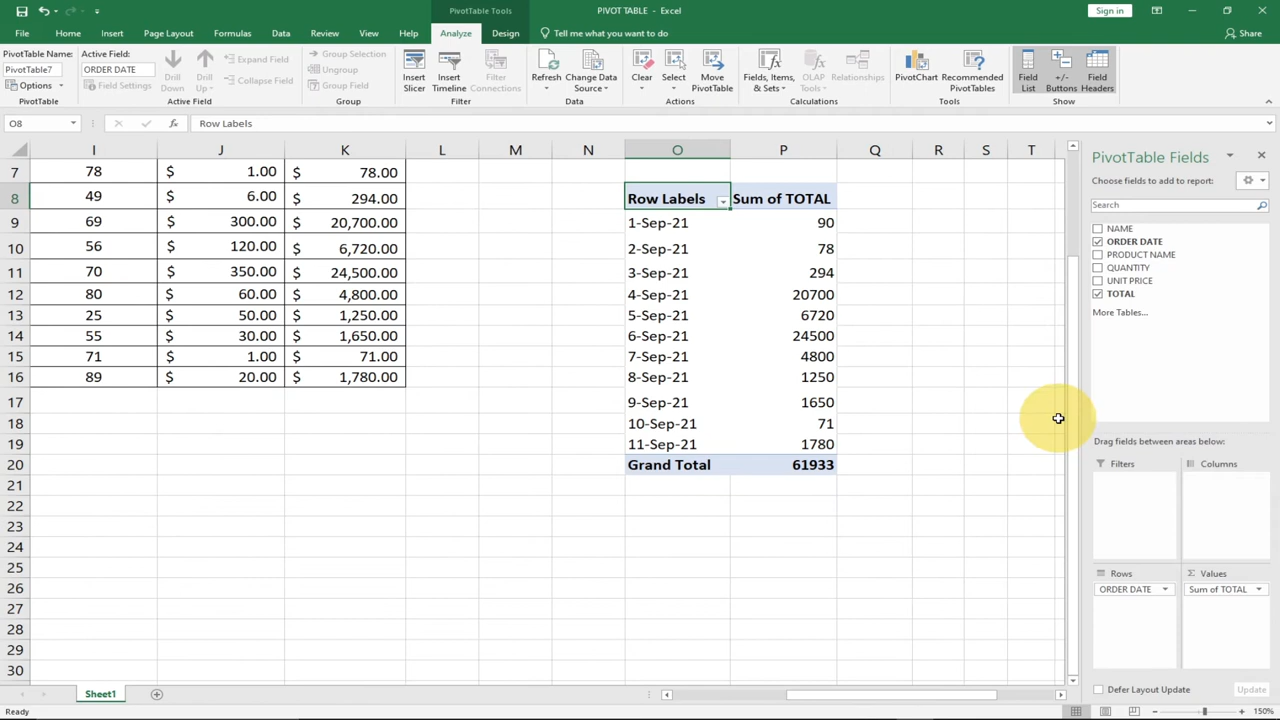 PivotTable Tools
PIVOT TABLE - Excel
Sign in
File Home Insert Page Layout Formulas Data Review View Help Analyze Design Tell me what you want to do Share
PivotTable Name:
PivotTable7
Options
PivotTable
Active Field:
ORDER DATE
Field Settings
Drill Down
Drill Up
Expand Field
Collapse Field
Active Field
Group Selection
Ungroup
Group Field
Group
Insert Slicer
Insert Timeline
Filter Connections
Filter
Refresh
Change Data Source
Data
Clear
Select
Move PivotTable
Actions
Fields, Items, & Sets
OLAP Tools
Relationships
Calculations
PivotChart
Recommended PivotTables
Tools
Field List
+/- Buttons
Field Headers
Show
O8
fx
Row Labels
I J K L M N O P Q R S T
7 78 $ 1.00 $ 78.00
8 49 $ 6.00 $ 294.00 Row Labels Sum of TOTAL
9 69 $ 300.00 $ 20,700.00 1-Sep-21 90
10 56 $ 120.00 $ 6,720.00 2-Sep-21 78
11 70 $ 350.00 $ 24,500.00 3-Sep-21 294
12 80 $ 60.00 $ 4,800.00 4-Sep-21 20700
13 25 $ 50.00 $ 1,250.00 5-Sep-21 6720
14 55 $ 30.00 $ 1,650.00 6-Sep-21 24500
15 71 $ 1.00 $ 71.00 7-Sep-21 4800
16 89 $ 20.00 $ 1,780.00 8-Sep-21 1250
17 9-Sep-21 1650
18 10-Sep-21 71
19 11-Sep-21 1780
20 Grand Total 61933
21
22
23
24
25
26
27
28
29
30
PivotTable Fields
Choose fields to add to report:
Search
NAME
ORDER DATE
PRODUCT NAME
QUANTITY
UNIT PRICE
TOTAL
More Tables...
Drag fields between areas below:
Filters
Columns
Rows
Σ Values
ORDER DATE
Sum of TOTAL
Defer Layout Update
Update
Sheet1
Ready
150%